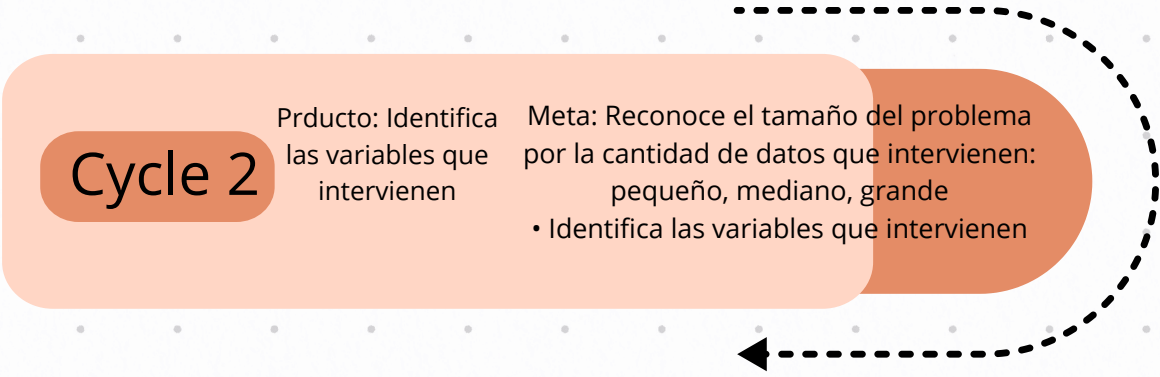 Cycle 2
Prducto: Identifica
las variables que
intervienen
Meta: Reconoce el tamaño del problema
por la cantidad de datos que intervienen:
pequeño, mediano, grande
• Identifica las variables que intervienen